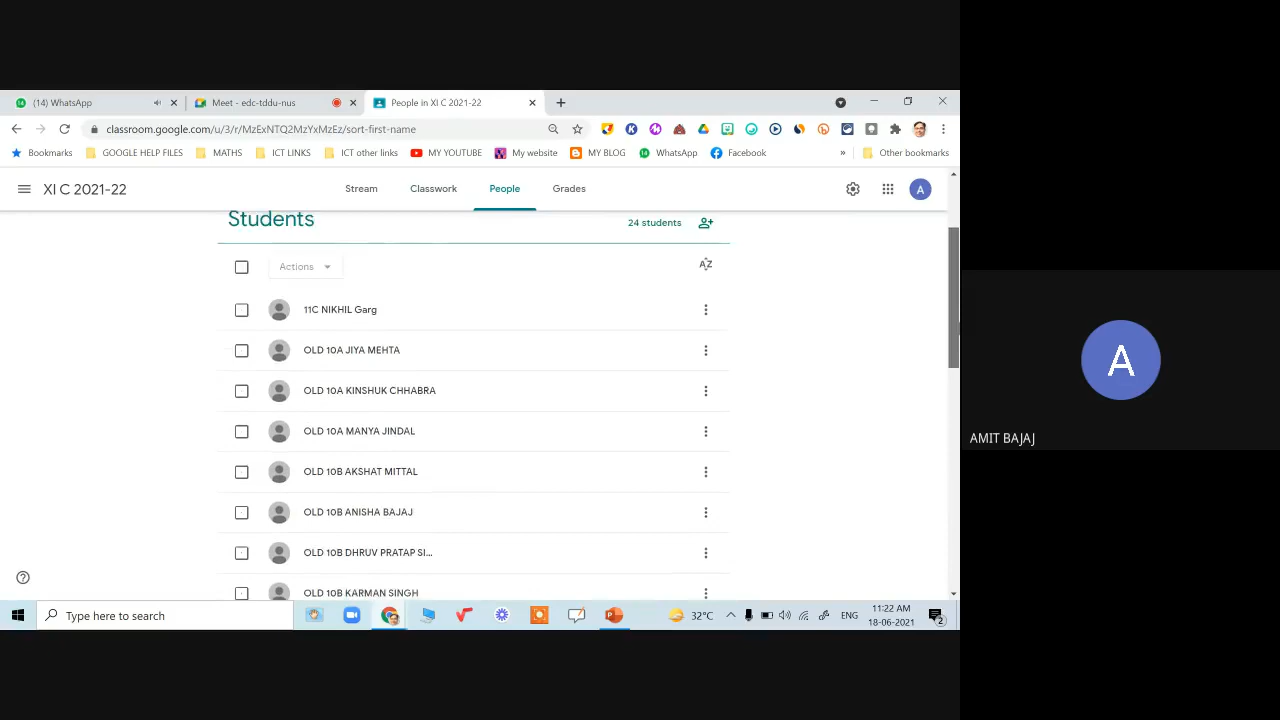 (14) WhatsApp
Meet - edc-tddu-nus
People in XI C 2021-22
classroom.google.com/u/3/r/MzExNTQ2MzYxMzEz/sort-first-name
Bookmarks GOOGLE HELP FILES MATHS ICT LINKS ICT other links MY YOUTUBE My website MY BLOG WhatsApp Facebook » Other bookmarks
XI C 2021-22 Stream Classwork People Grades A
Students 24 students
Actions AZ
11C NIKHIL Garg
OLD 10A JIYA MEHTA
OLD 10A KINSHUK CHHABRA
OLD 10A MANYA JINDAL
OLD 10B AKSHAT MITTAL
OLD 10B ANISHA BAJAJ
OLD 10B DHRUV PRATAP SI...
OLD 10B KARMAN SINGH
Type here to search
32°C ENG
11:22 AM
18-06-2021
2
A
AMIT BAJAJ